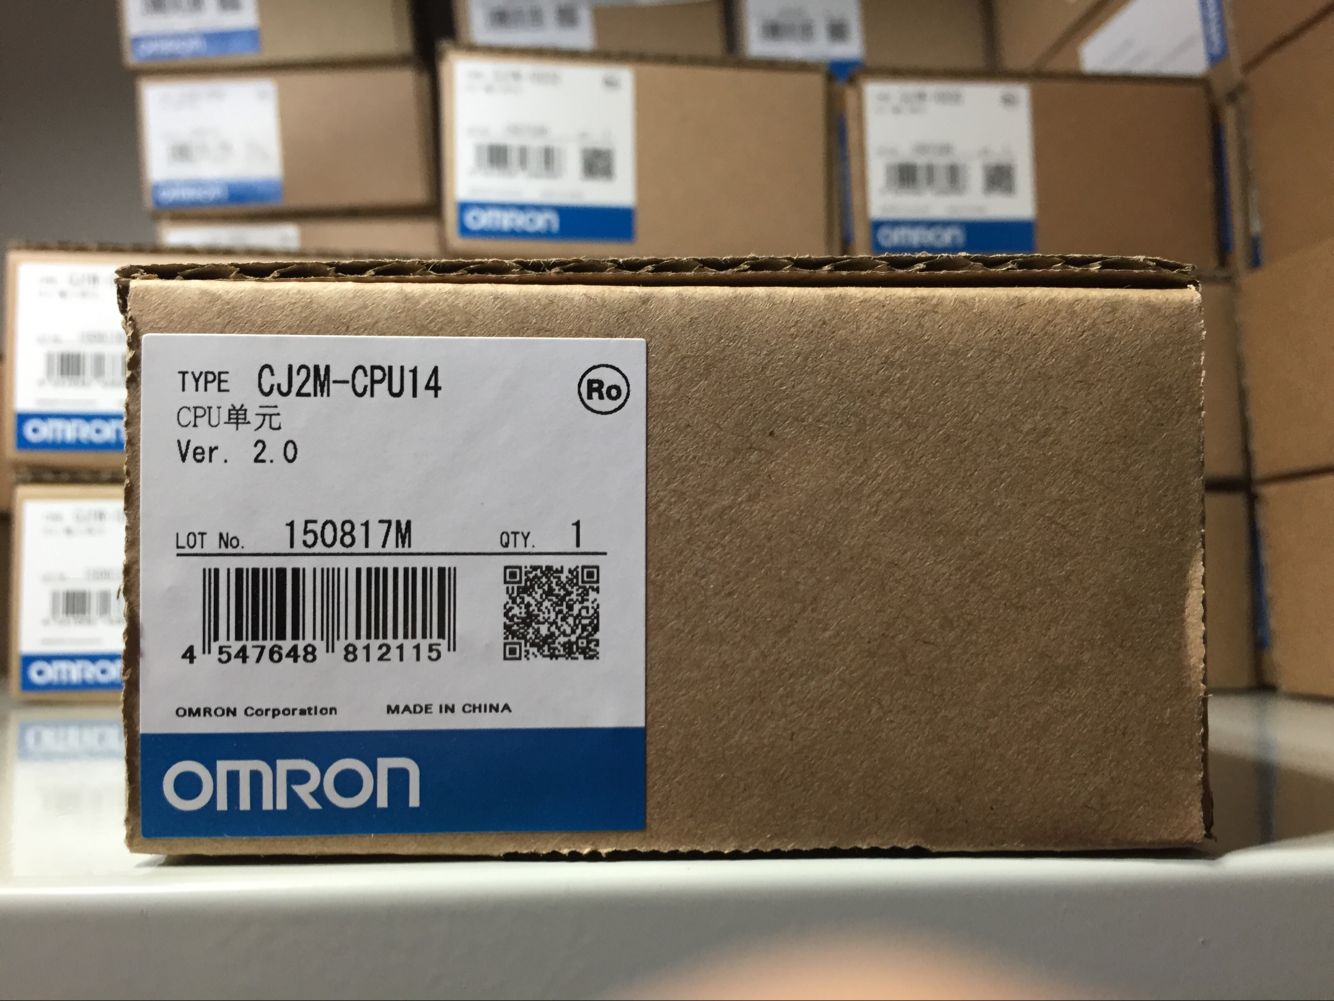 TYPE CJ2M-CPU14
Ro
CPU单元
Ver. 2.0
LOT No. 150817M QTY. 1
4 547648 812115
OMRON Corporation MADE IN CHINA
OMRON
OMRON
OMRON
OMRON
OMRON
OMRON
OMRON